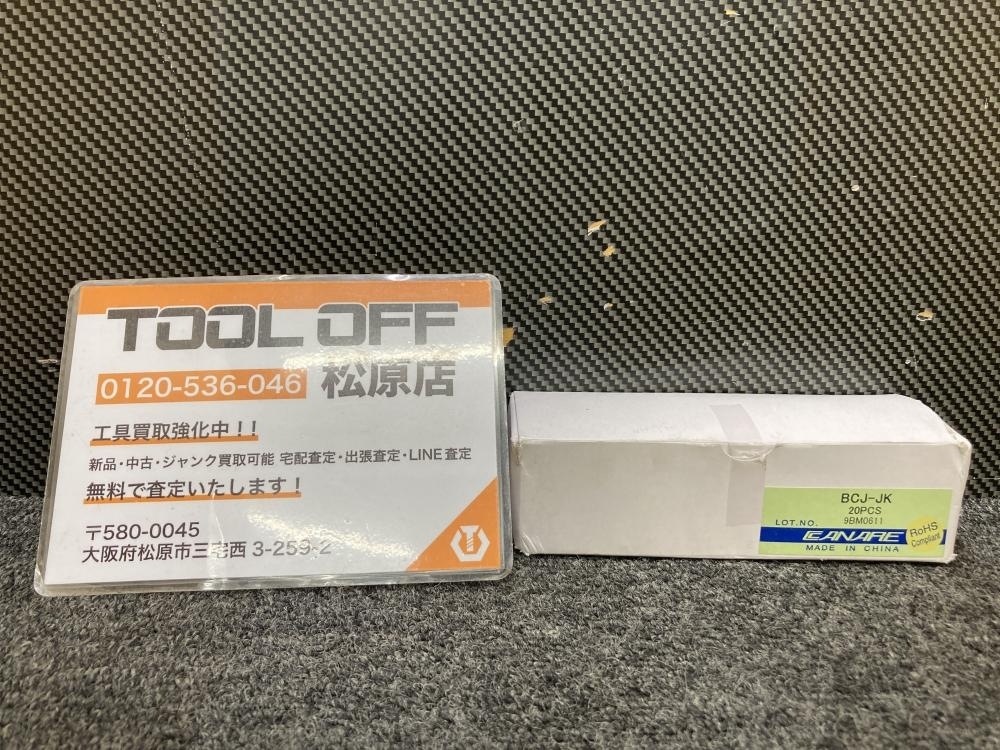 TOOL OFF
0120-536-046 松原店
工具買取強化中!!
新品・中古・ジャンク買取可能 宅配査定・出張査定・LINE査定
無料で査定いたします!
〒580-0045
大阪府松原市三宅西 3-259-2
BCJ-JK
20PCS
LOT.NO. 9BM0611
CANARE
MADE IN CHINA
RoHS
Compliant